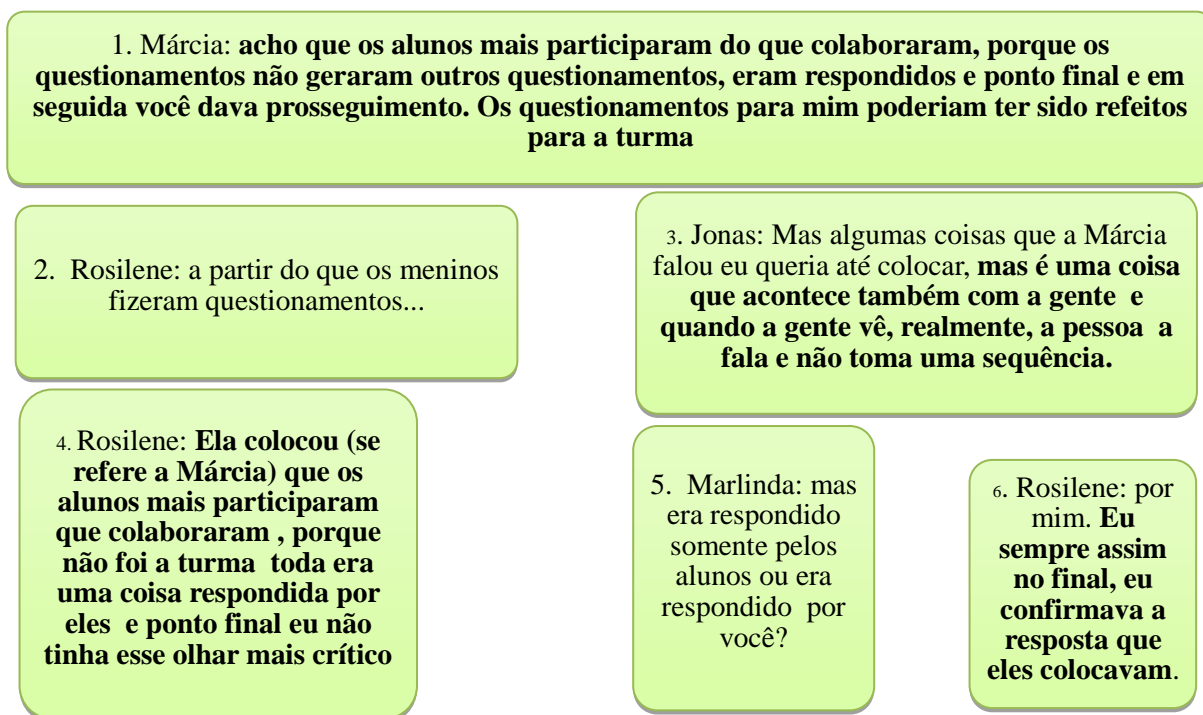 1. Márcia: acho que os alunos mais participaram do que colaboraram, porque os
questionamentos não geraram outros questionamentos, eram respondidos e ponto final e em
seguida você dava prosseguimento. Os questionamentos para mim poderiam ter sido refeitos
para a turma
2. Rosilene: a partir do que os meninos
fizeram questionamentos...
3. Jonas: Mas algumas coisas que a Márcia
falou eu queria até colocar, mas é uma coisa
que acontece também com a gente e
quando a gente vê, realmente, a pessoa a
fala e não toma uma sequência.
4. Rosilene: Ela colocou (se
refere a Márcia) que os
alunos mais participaram
que colaboraram , porque
não foi a turma toda era
uma coisa respondida por
eles e ponto final eu não
tinha esse olhar mais crítico
5. Marlinda: mas
era respondido
somente pelos
alunos ou era
respondido por
você?
6. Rosilene: por
mim. Eu
sempre assim
no final, eu
confirmava a
resposta que
eles colocavam.